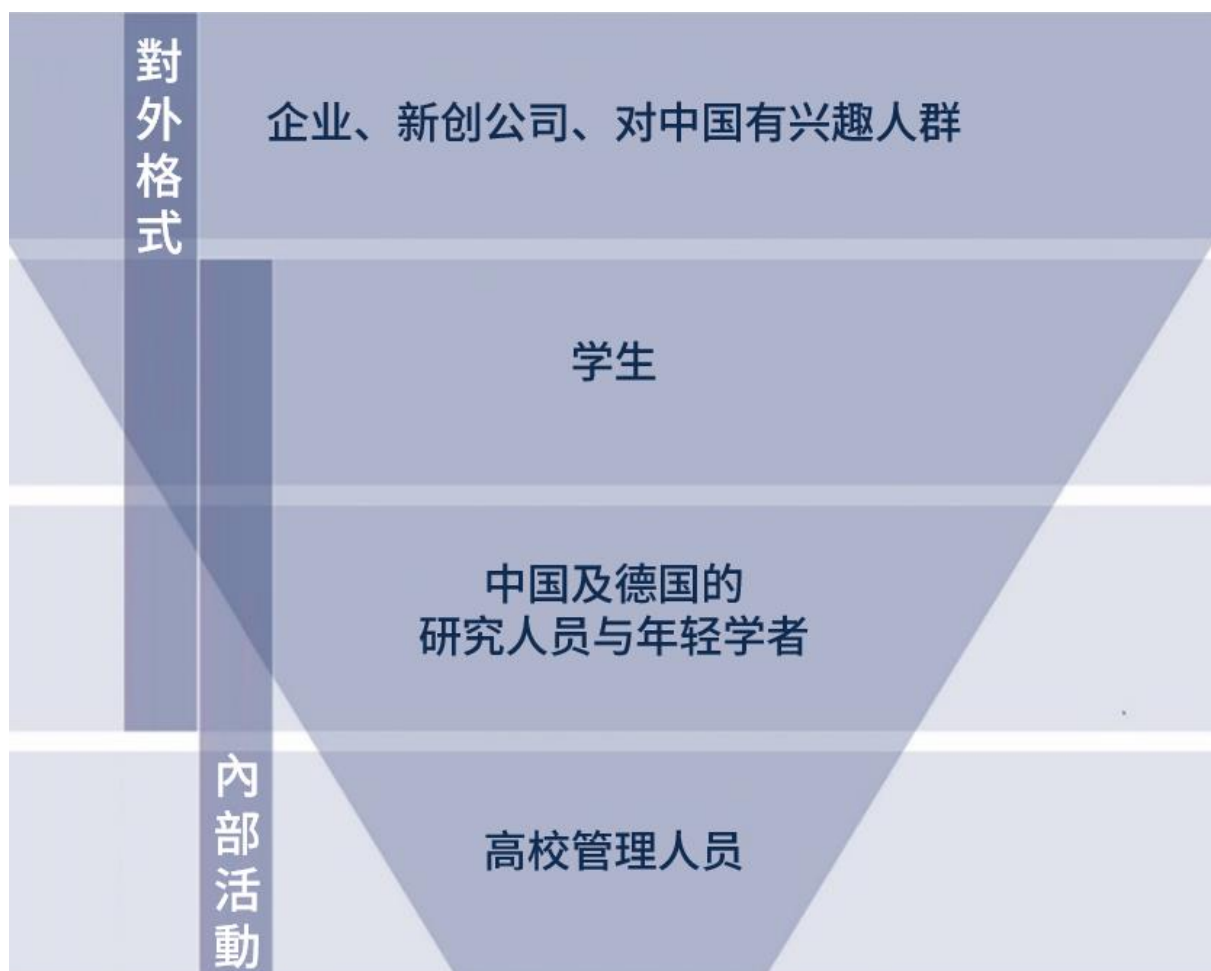 對外格式
企业、新创公司、对中国有兴趣人群
学生
中国及德国的
研究人员与年轻学者
內部活動
高校管理人员